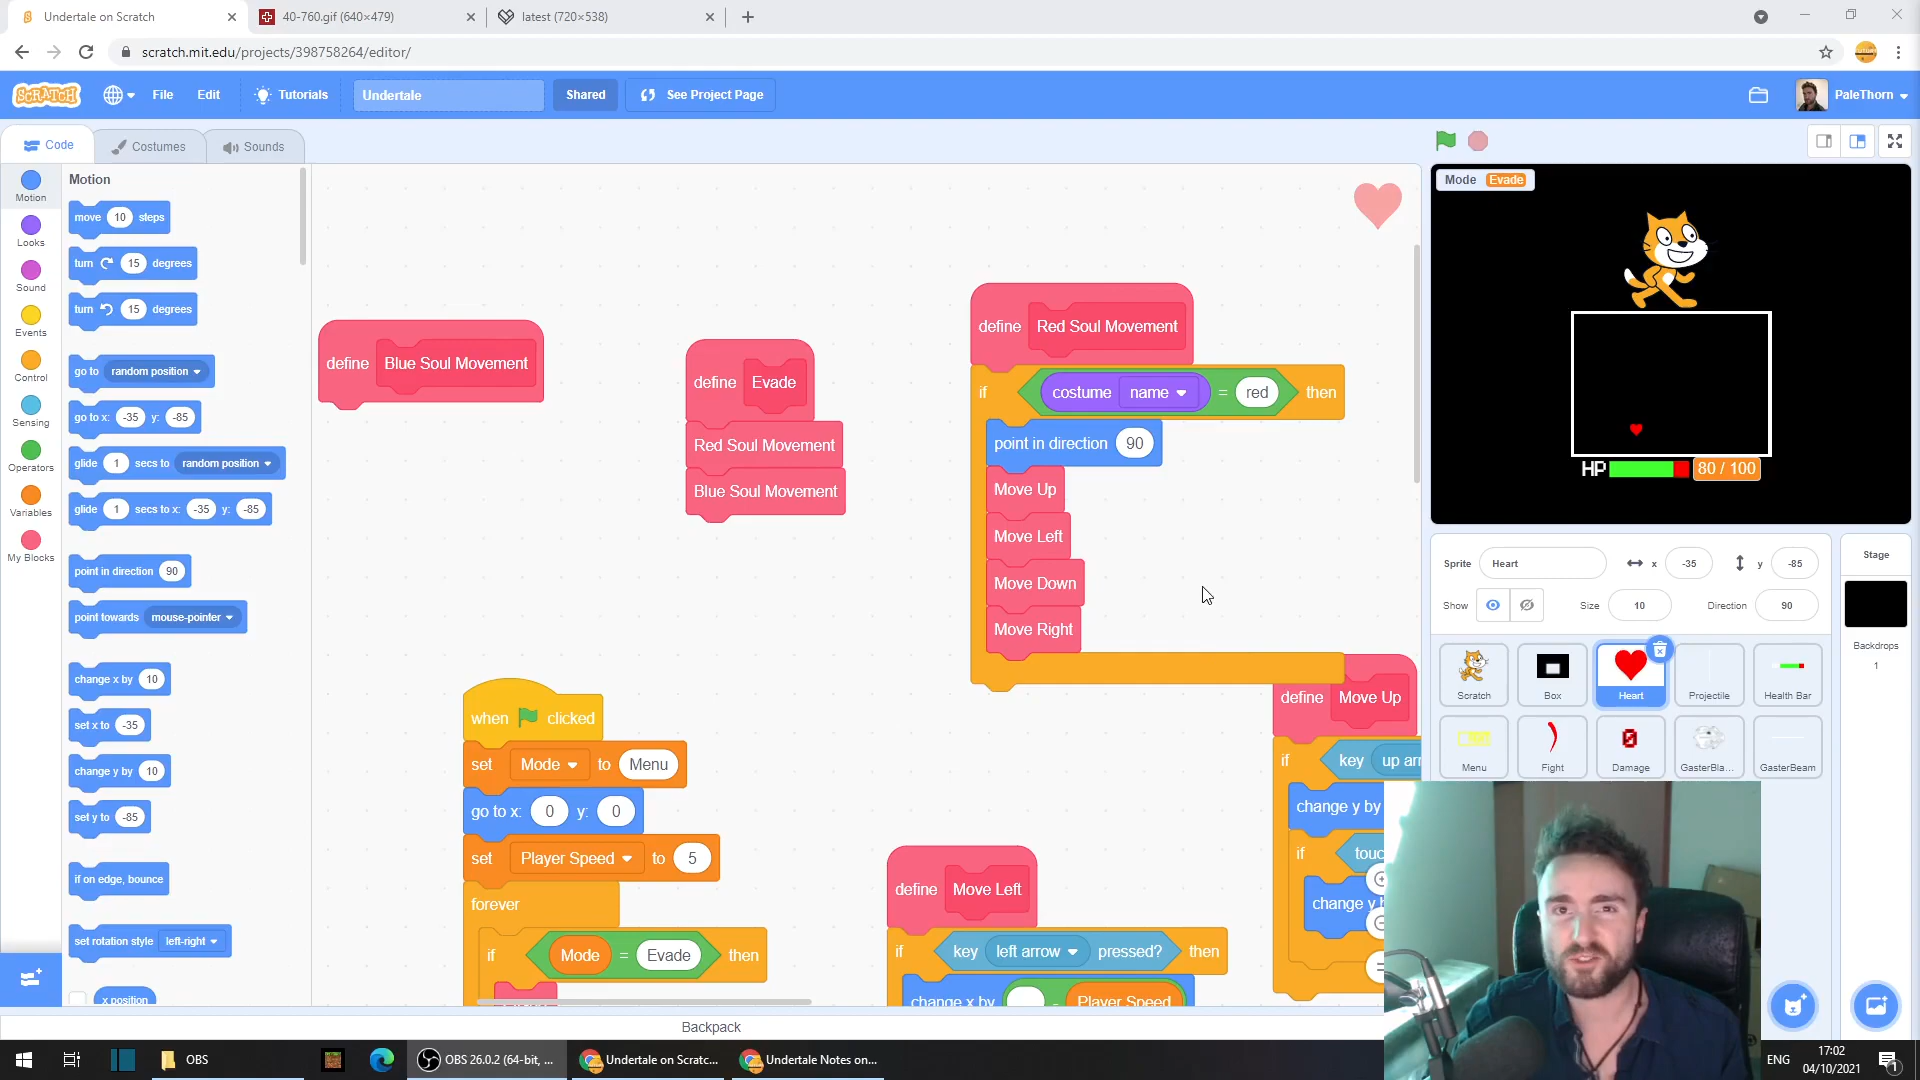 Undertale on Scratch
40-760.gif (640×479)
latest (720×538)
scratch.mit.edu/projects/398758264/editor/
SCRATCH
File
Edit
Tutorials
Undertale
Shared
See Project Page
PaleThorn
Code
Costumes
Sounds
Motion
Looks
Sound
Events
Control
Sensing
Operators
Variables
My Blocks
Motion
move 10 steps
turn 15 degrees
turn 15 degrees
go to random position
go to x: -35 y: -85
glide 1 secs to random position
glide 1 secs to x: -35 y: -85
point in direction 90
point towards mouse-pointer
change x by 10
set x to -35
change y by 10
set y to -85
if on edge, bounce
set rotation style left-right
x position
define Blue Soul Movement
define Evade
Red Soul Movement
Blue Soul Movement
define Red Soul Movement
if costume name = red then
point in direction 90
Move Up
Move Left
Move Down
Move Right
when clicked
set Mode to Menu
go to x: 0 y: 0
set Player Speed to 5
forever
if Mode = Evade then
define Move Left
if key left arrow pressed? then
change x by - Player Speed
define Move Up
if key up arr
change y by
if touc
change y b
Mode Evade
HP 80 / 100
Sprite Heart x -35 y -85
Show Size 10 Direction 90
Stage
Backdrops
1
Scratch
Box
Heart
Projectile
Health Bar
Menu
Fight
Damage
GasterBla...
GasterBeam
Backpack
OBS
OBS 26.0.2 (64-bit, ...
Undertale on Scratc...
Undertale Notes on...
ENG
17:02
04/10/2021
1